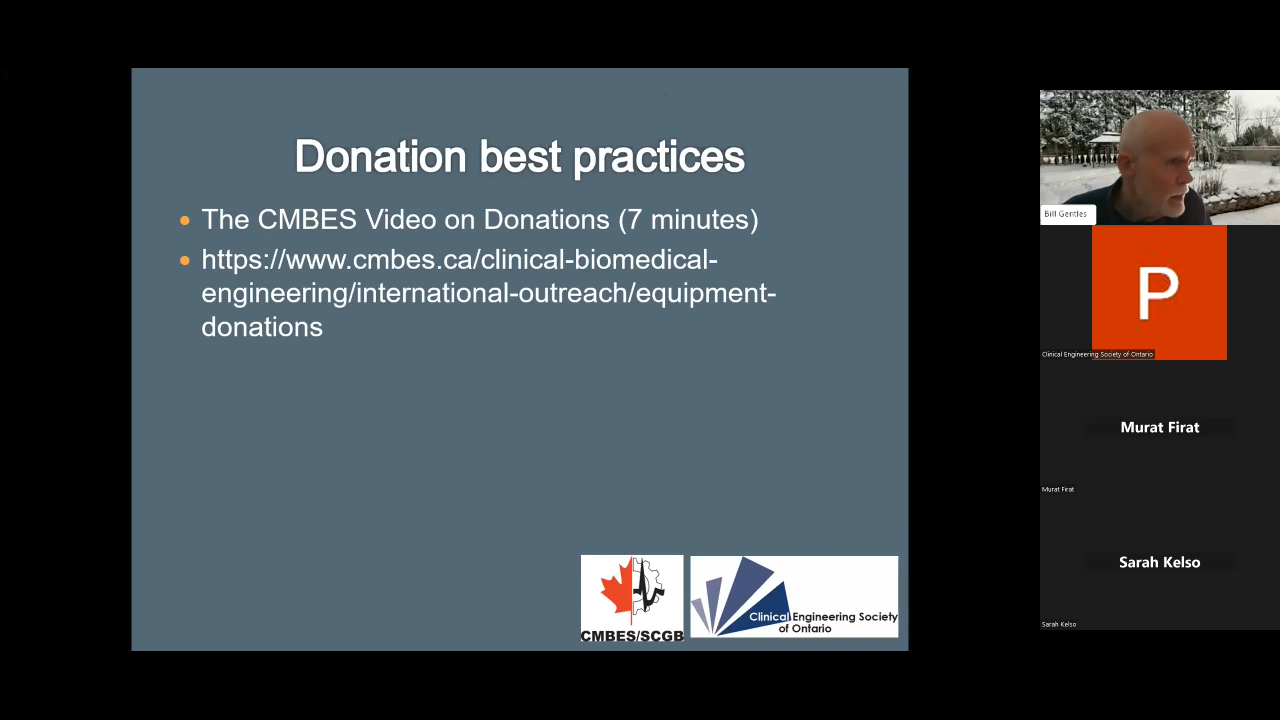 Donation best practices
The CMBES Video on Donations (7 minutes)
https://www.cmbes.ca/clinical-biomedical-
engineering/international-outreach/equipment-
donations
CMBES/SCGB
Clinical Engineering Society
of Ontario
Bill Gentles
P
Clinical Engineering Society of Ontario
Murat Firat
Murat Firat
Sarah Kelso
Sarah Kelso